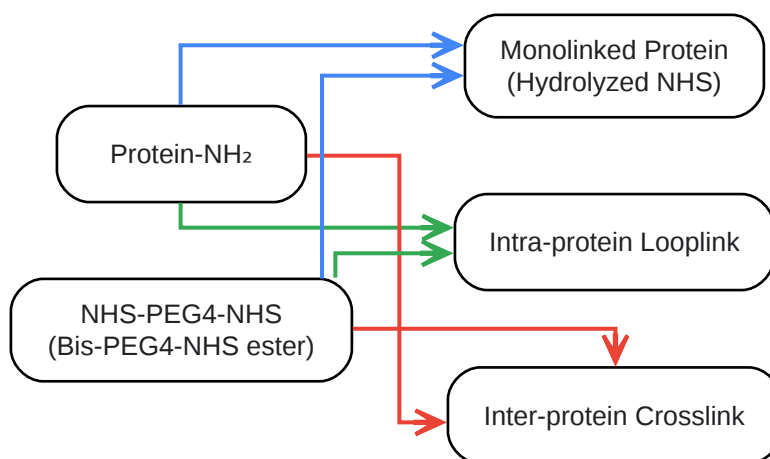 Monolinked Protein
(Hydrolyzed NHS)
Protein-NH₂
Intra-protein Looplink
NHS-PEG4-NHS
(Bis-PEG4-NHS ester)
Inter-protein Crosslink